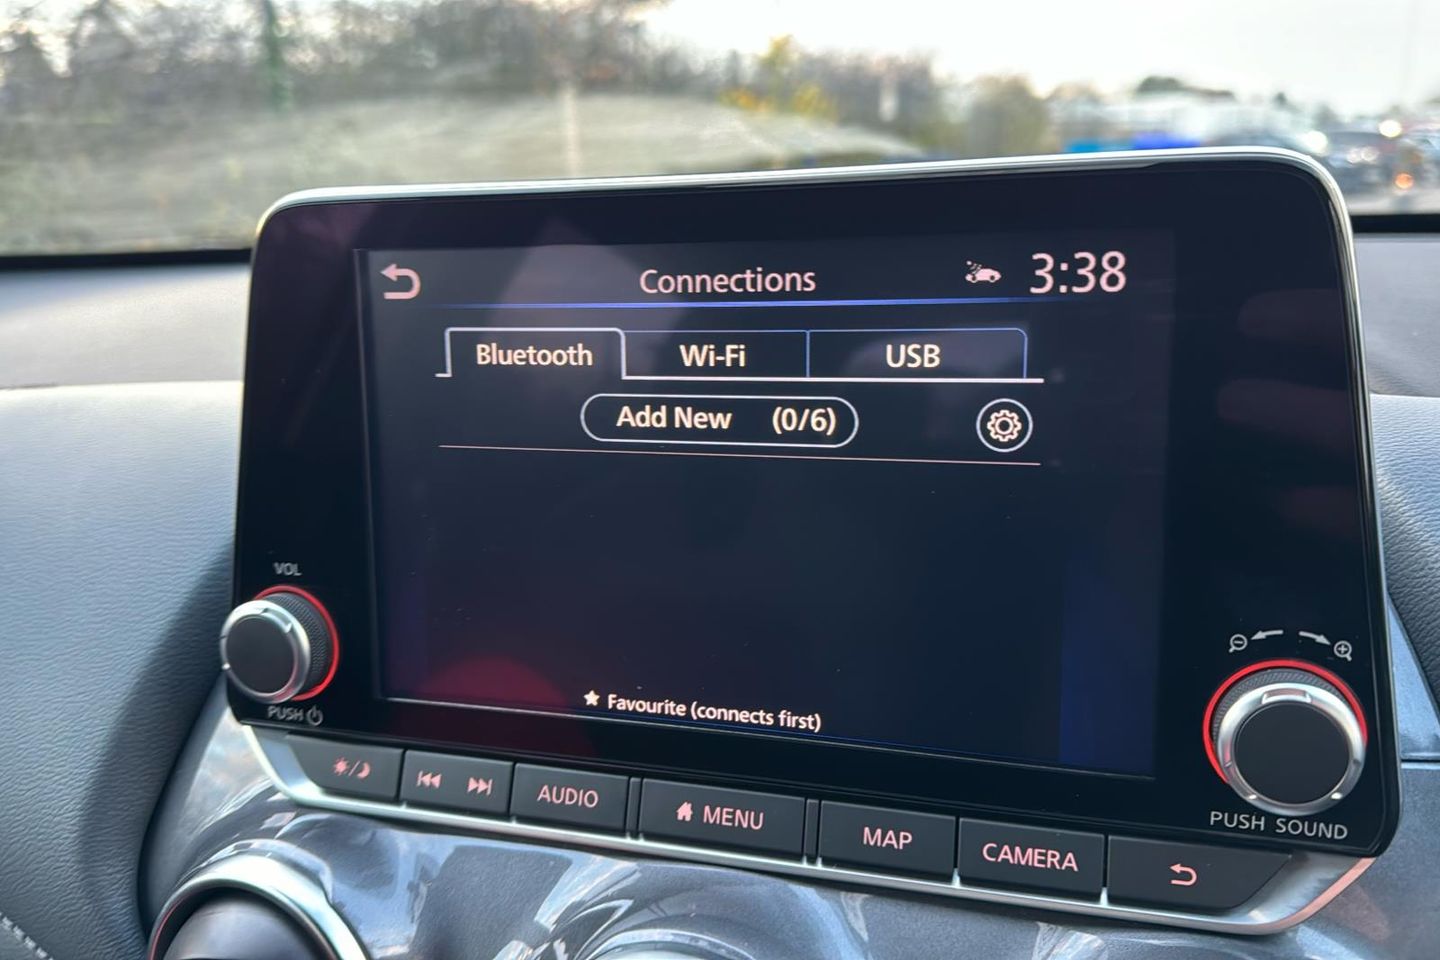 Connections
3:38
Bluetooth
Wi-Fi
USB
Add New (0/6)
Favourite (connects first)
VOL
PUSH
PUSH SOUND
AUDIO
MENU
MAP
CAMERA